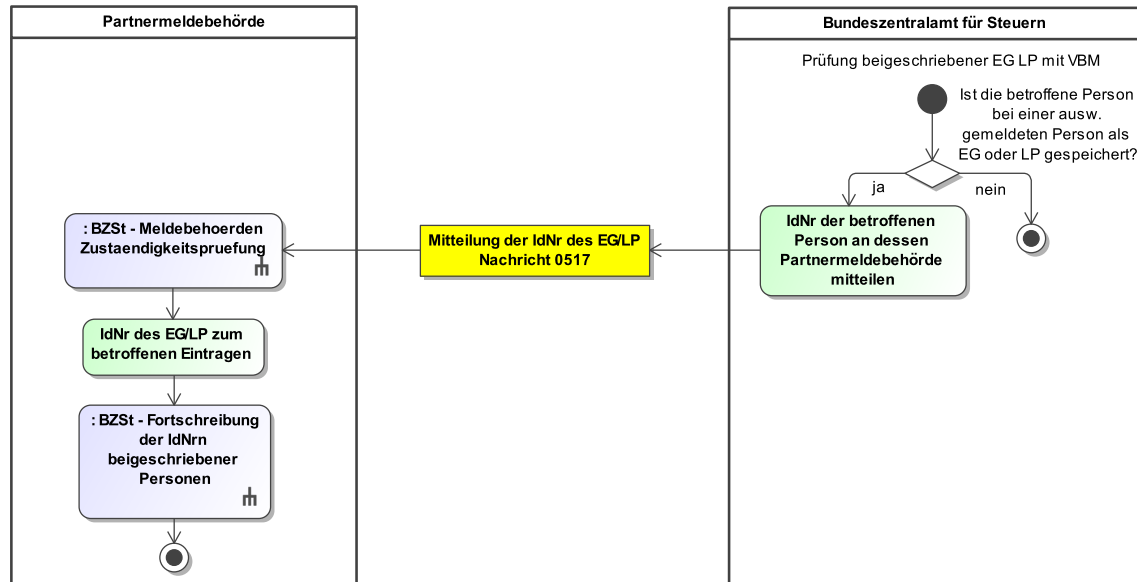 Partnermeldebehörde
Bundeszentralamt für Steuern
Prüfung beigeschriebener EG LP mit VBM
Ist die betroffene Person
bei einer ausw.
gemeldeten Person als
EG oder LP gespeichert?
ja
nein
IdNr der betroffenen
Person an dessen
Partnermeldebehörde
mitteilen
Mitteilung der IdNr des EG/LP
Nachricht 0517
: BZSt - Meldebehoerden
Zustaendigkeitspruefung
IdNr des EG/LP zum
betroffenen Eintragen
: BZSt - Fortschreibung
der IdNrn
beigeschriebener
Personen